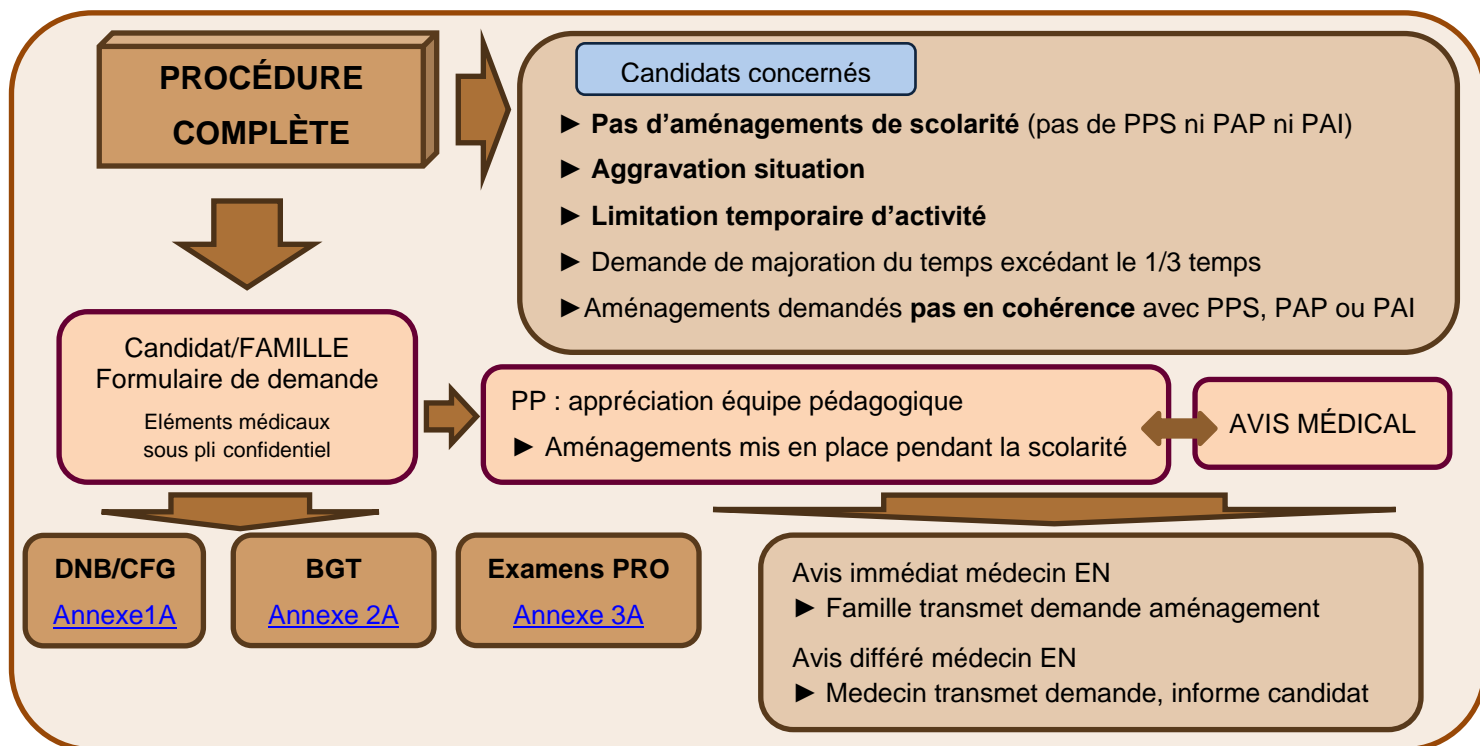 PROCÉDURE
COMPLÈTE
Candidats concernés
► Pas d’aménagements de scolarité (pas de PPS ni PAP ni PAI)
► Aggravation situation
► Limitation temporaire d’activité
► Demande de majoration du temps excédant le 1/3 temps
►Aménagements demandés pas en cohérence avec PPS, PAP ou PAI
Candidat/FAMILLE
Formulaire de demande
Eléments médicaux
sous pli confidentiel
PP : appréciation équipe pédagogique
► Aménagements mis en place pendant la scolarité
AVIS MÉDICAL
DNB/CFG
Annexe1A
BGT
Annexe 2A
Examens PRO
Annexe 3A
Avis immédiat médecin EN
► Famille transmet demande aménagement
Avis différé médecin EN
► Medecin transmet demande, informe candidat